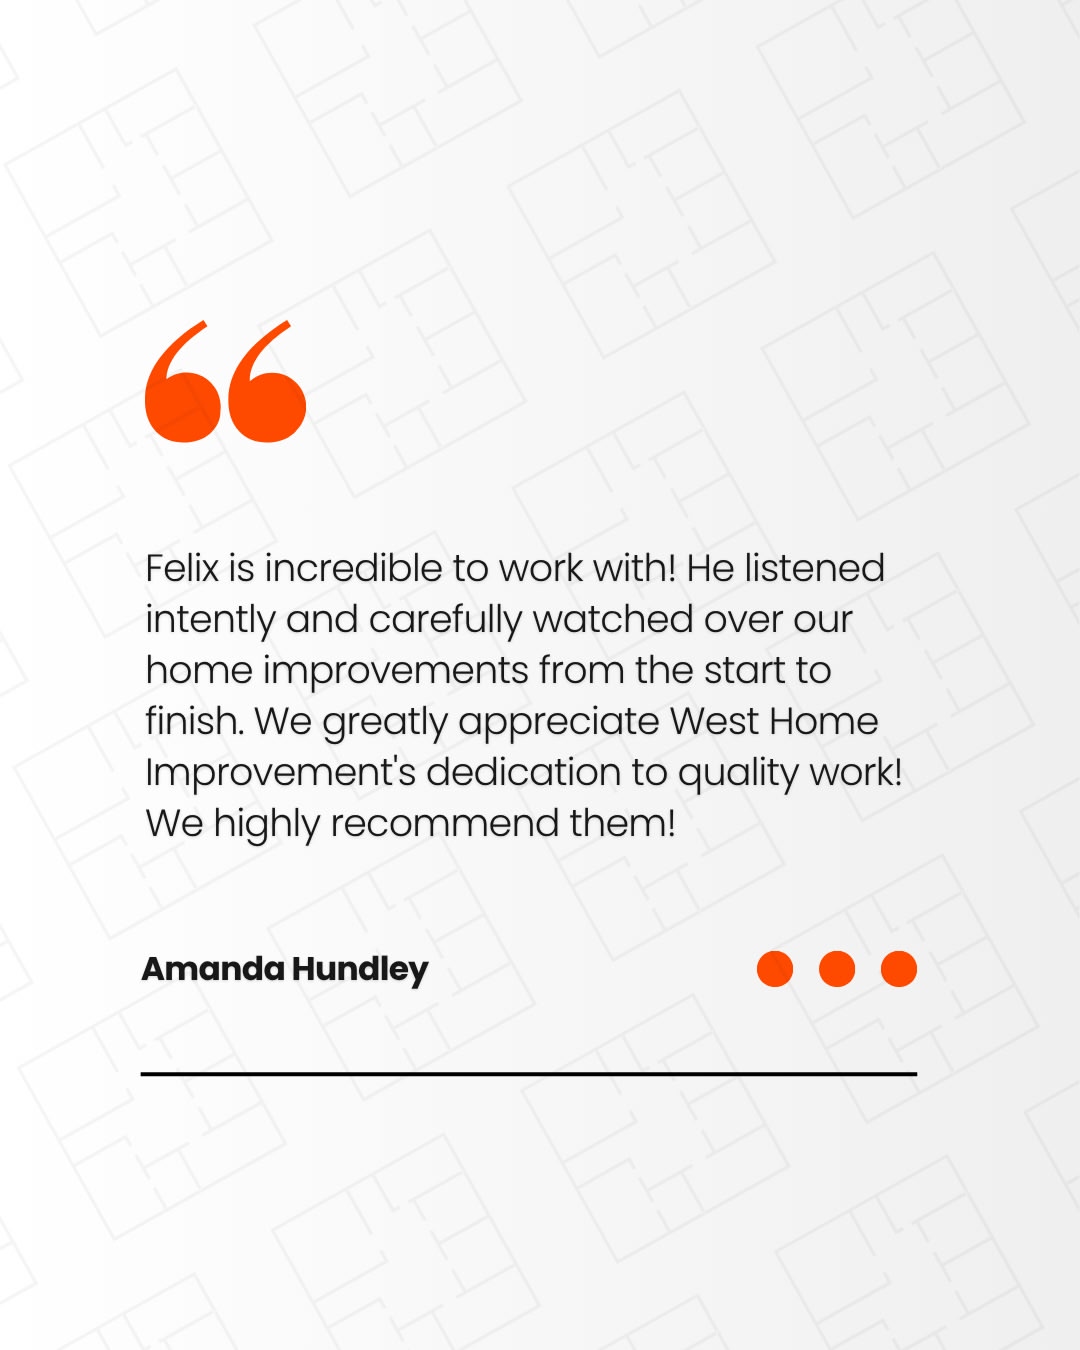 Felix is incredible to work with! He listened
intently and carefully watched over our
home improvements from the start to
finish. We greatly appreciate West Home
Improvement's dedication to quality work!
We highly recommend them!
Amanda Hundley